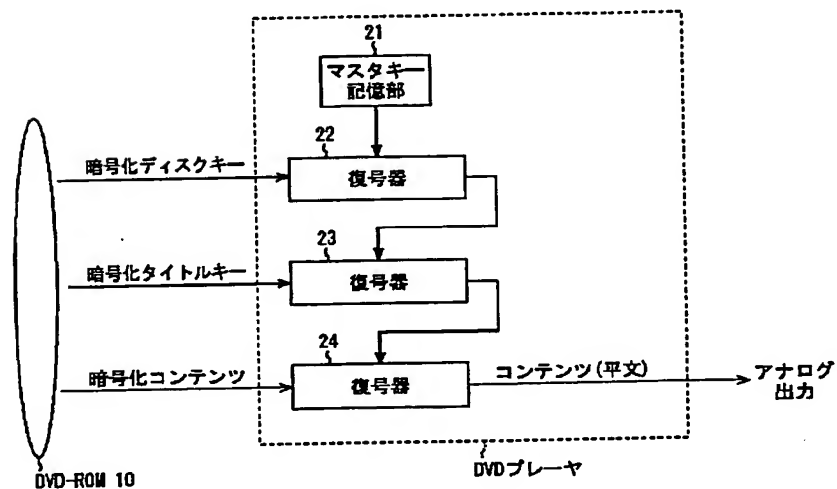 21
マスタキー
記憶部
22
暗号化ディスクキー
復号器
23
暗号化タイトルキー
復号器
24
暗号化コンテンツ
復号器
コンテンツ(平文)
アナログ
出力
DVD-ROM 10
DVDプレーヤ